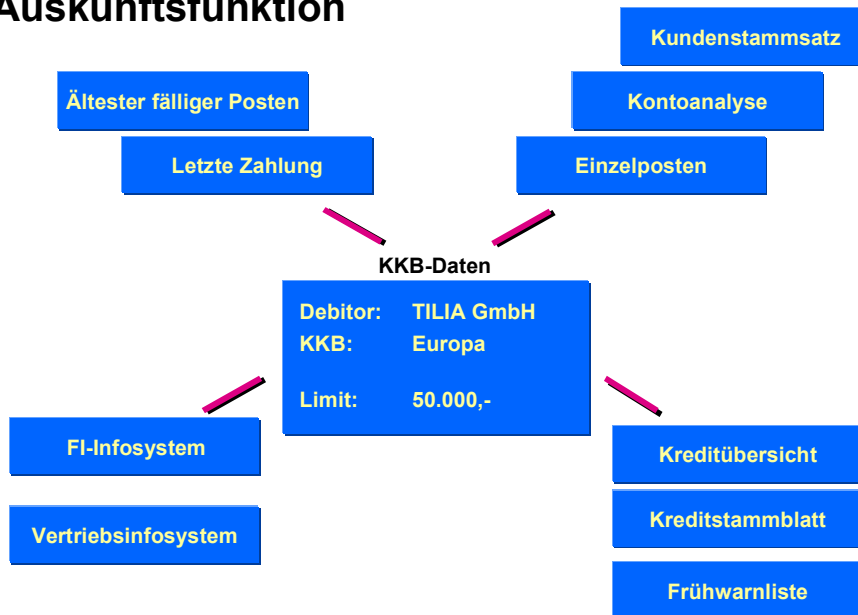 Auskunftsfunktion
Kundenstammsatz
Ältester fälliger Posten
Kontoanalyse
Letzte Zahlung
Einzelposten
KKB-Daten
Debitor: TILIA GmbH
KKB: Europa
Limit: 50.000,-
FI-Infosystem
Kreditübersicht
Vertriebsinfosystem
Kreditstammblatt
Frühwarnliste